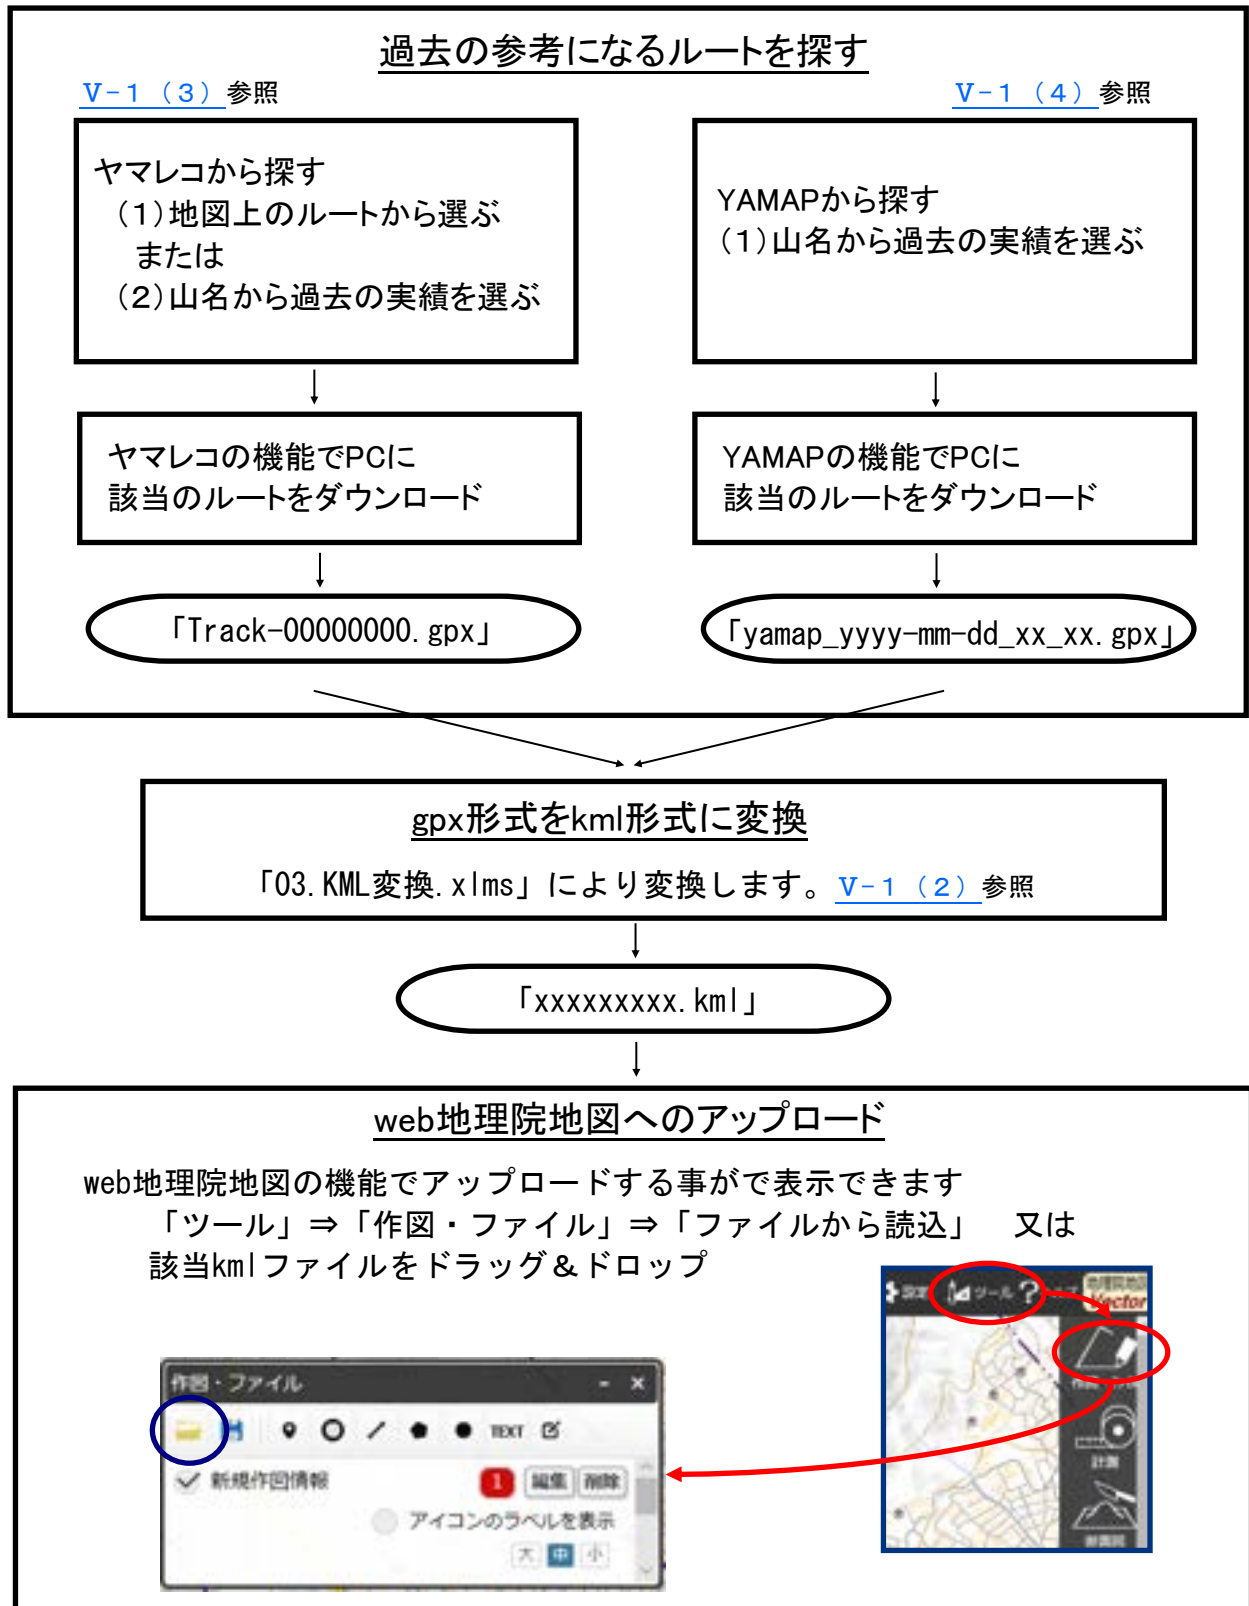 過去の参考になるルートを探す
V-1（3）参照
ヤマレコから探す
（1）地図上のルートから選ぶ
または
（2）山名から過去の実績を選ぶ
ヤマレコの機能でPCに
該当のルートをダウンロード
「Track-00000000.gpx」
V-1（4）参照
YAMAPから探す
（1）山名から過去の実績を選ぶ
YAMAPの機能でPCに
該当のルートをダウンロード
「yamap_yyyy-mm-dd_xx_xx.gpx」
gpx形式をkml形式に変換
「03.KML変換.xlms」により変換します。V-1（2）参照
「xxxxxxxxx.kml」
web地理院地図へのアップロード
web地理院地図の機能でアップロードする事がで表示できます
「ツール」⇒「作図・ファイル」⇒「ファイルから読込」　又は
該当kmlファイルをドラッグ＆ドロップ
設定 ツール ? 地理院地図
Vector
計測
断面図
作図・ファイル - ×
TEXT
新規作図情報 1 編集 削除
アイコンのラベルを表示
大 中 小